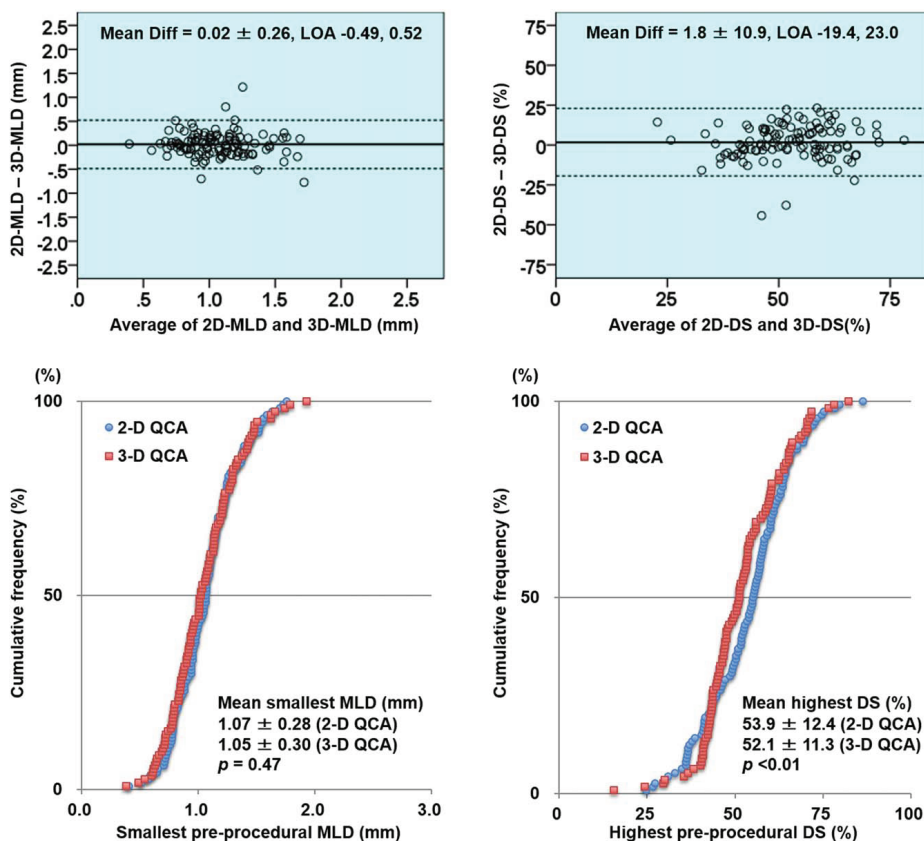 Mean Diff = 0.02 ± 0.26, LOA -0.49, 0.52
2D-MLD – 3D-MLD (mm)
2.5
2.0
1.5
1.0
.5
.0
-.5
-1.0
-1.5
-2.0
-2.5
.0 .5 1.0 1.5 2.0 2.5
Average of 2D-MLD and 3D-MLD (mm)
Mean Diff = 1.8 ± 10.9, LOA -19.4, 23.0
2D-DS – 3D-DS (%)
75
50
25
0
-25
-50
-75
0 25 50 75
Average of 2D-DS and 3D-DS(%)
(%)
100
50
0
Cumulative frequency (%)
2-D QCA
3-D QCA
Mean smallest MLD (mm)
1.07 ± 0.28 (2-D QCA)
1.05 ± 0.30 (3-D QCA)
p = 0.47
0.0 1.0 2.0 3.0
Smallest pre-procedural MLD (mm)
(%)
100
50
0
Cumulative frequency (%)
2-D QCA
3-D QCA
Mean highest DS (%)
53.9 ± 12.4 (2-D QCA)
52.1 ± 11.3 (3-D QCA)
p <0.01
0 25 50 75 100
Highest pre-procedural DS (%)